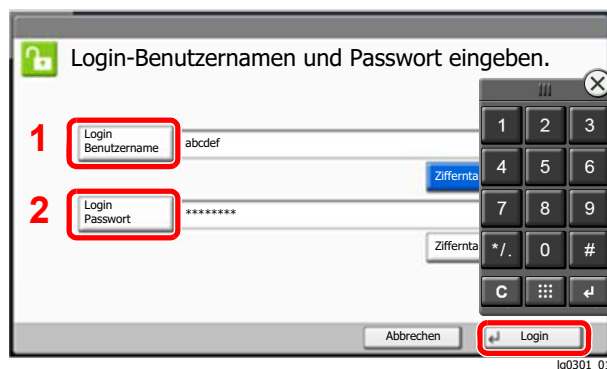 Login-Benutzernamen und Passwort eingeben.
1
Login
Benutzername
abcdef
Ziffernta
2
Login
Passwort
********
Ziffernta
1 2 3
4 5 6
7 8 9
*/. 0 #
C
Abbrechen
Login
lg0301_01